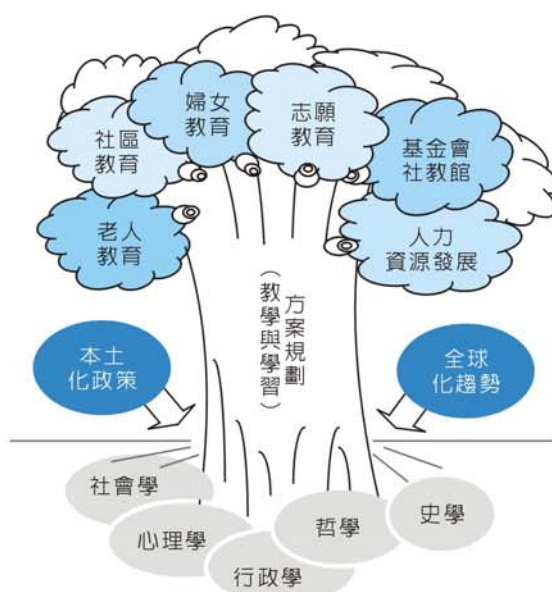 婦女
教育
志願
教育
社區
教育
基金會
社教館
老人
教育
人力
資源發展
方案規劃
（教學與學習）
本土
化政策
全球
化趨勢
社會學
心理學
行政學
哲學
史學